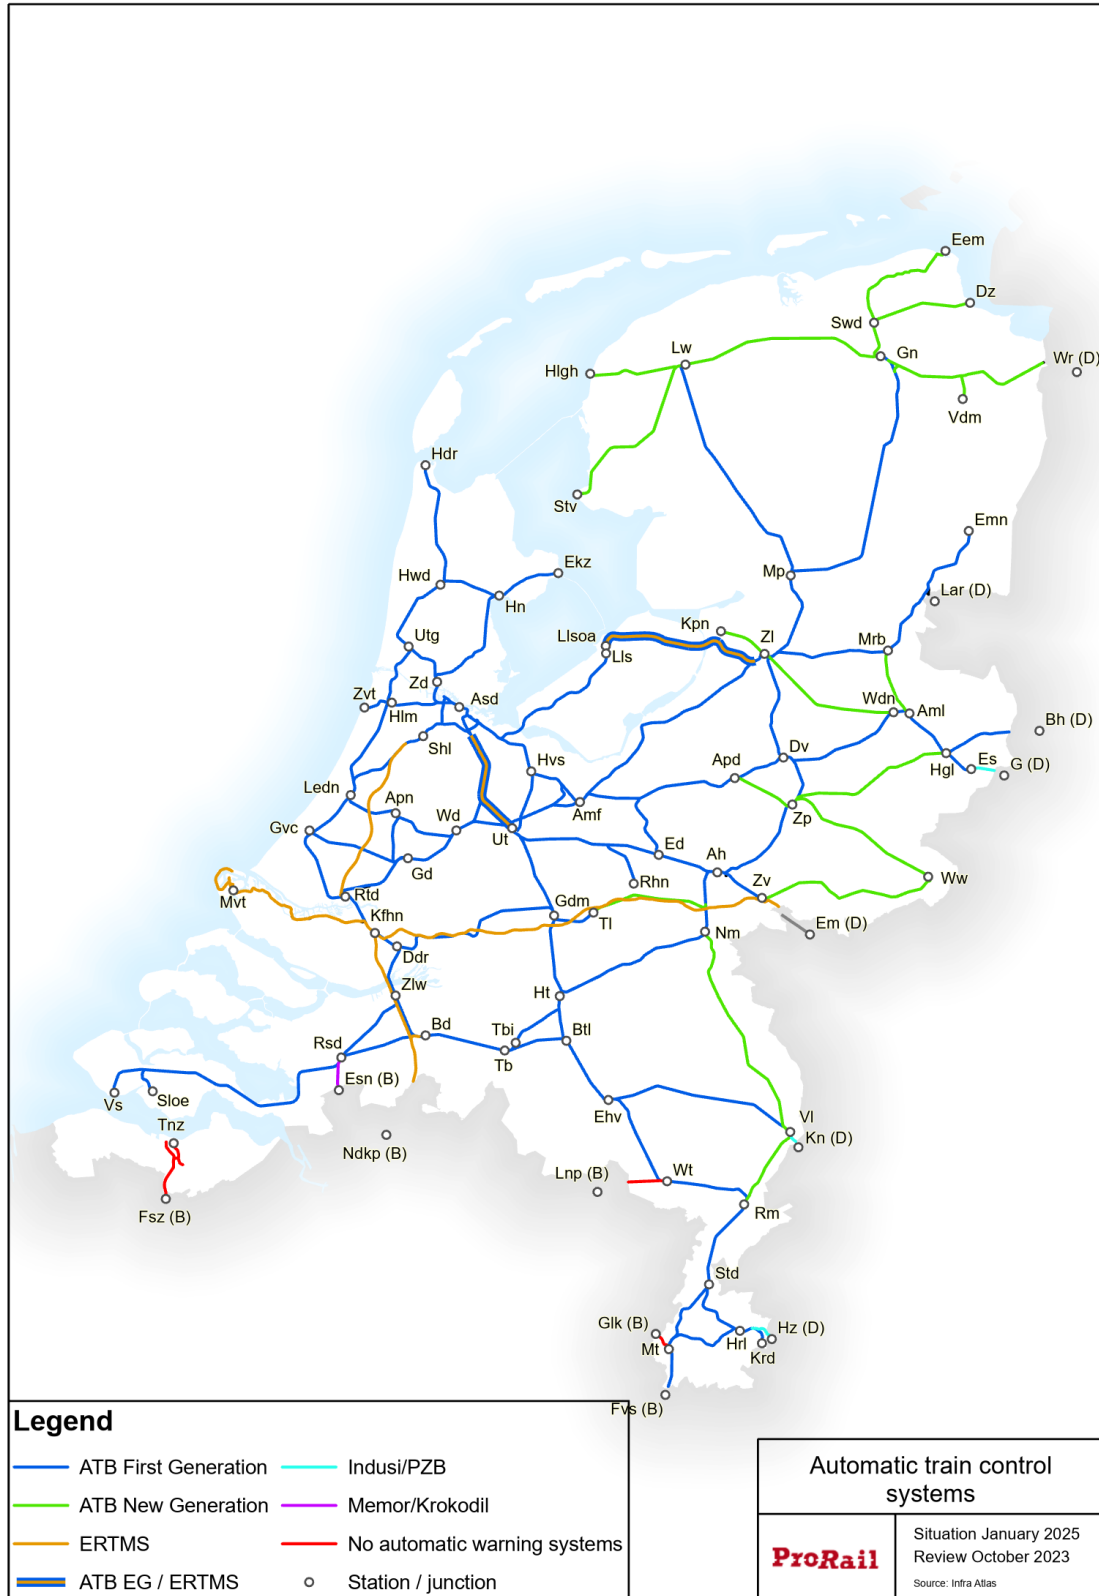 Eem
Dz
Swd
Gn
Lw
Wr (D)
Hlgh
Vdm
Hdr
Stv
Emn
Ekz
Mp
Hwd
Lar (D)
Hn
Kpn
Zl
Utg
Llsoa
Mrb
Lls
Zd
Zvt
Asd
Wdn
Aml
Hlm
Bh (D)
Shl
Hvs
Dv
Apd
Hgl
Es
G (D)
Ledn
Apn
Amf
Wd
Zp
Gvc
Ut
Ed
Gd
Ah
Rhn
Zv
Ww
Mvt
Rtd
Gdm
Kfhn
Tl
Em (D)
Nm
Ddr
Zlw
Ht
Bd
Tbi
Btl
Rsd
Tb
Esn (B)
Vs
Sloe
Ehv
Tnz
Vl
Kn (D)
Ndkp (B)
Lnp (B)
Wt
Fsz (B)
Rm
Std
Glk (B)
Hz (D)
Mt
Hrl
Krd
Fvs (B)
Legend
ATB First Generation
Indusi/PZB
ATB New Generation
Memor/Krokodil
ERTMS
No automatic warning systems
ATB EG / ERTMS
Station / junction
Automatic train control
systems
ProRail
Situation January 2025
Review October 2023
Source: Infra Atlas